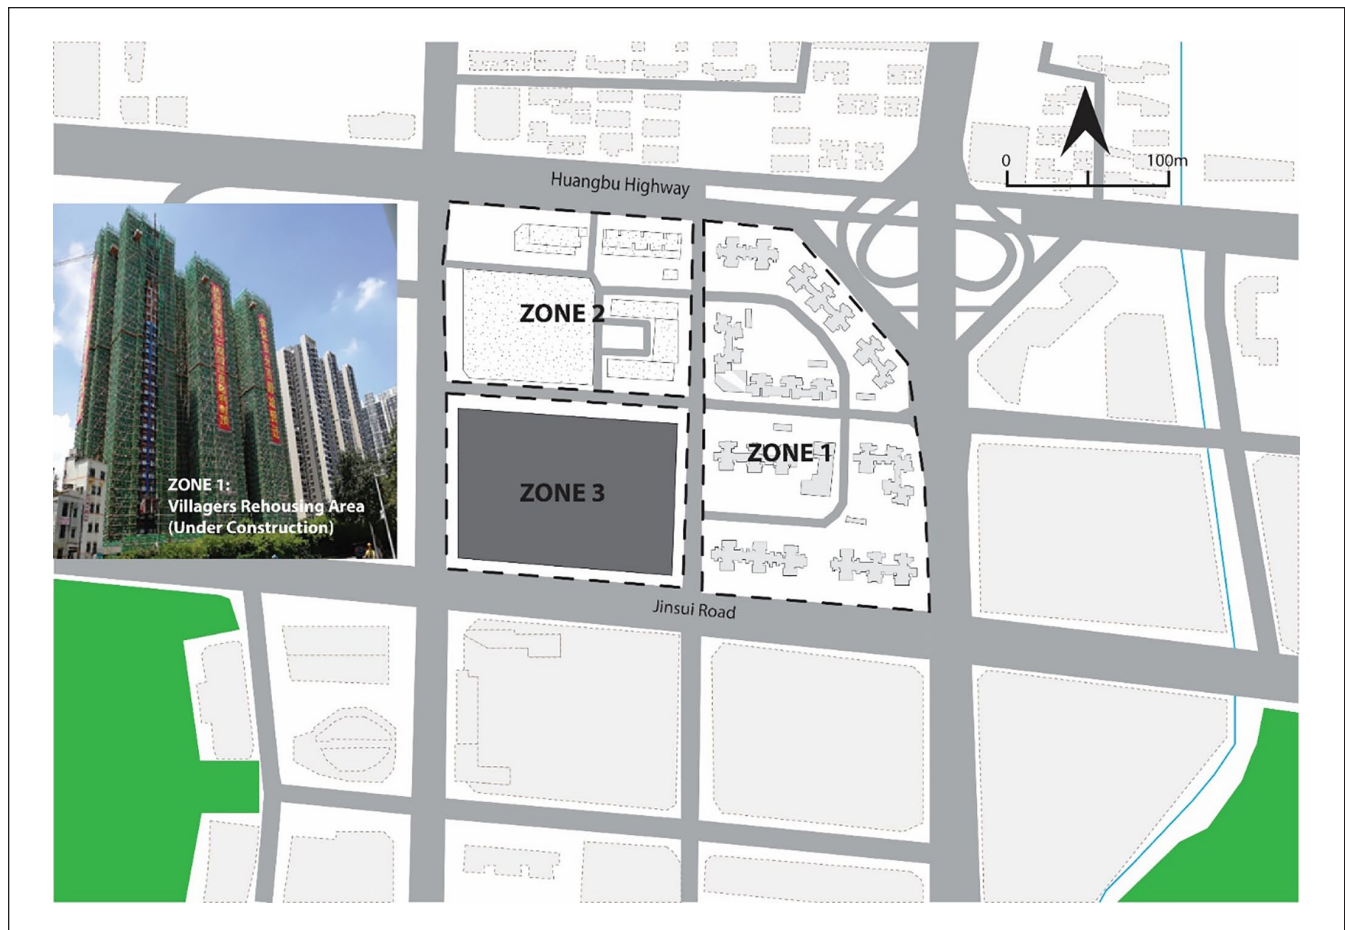 Huangbu Highway
0
100m
ZONE 2
ZONE 1
ZONE 3
ZONE 1:
Villagers Rehousing Area
(Under Construction)
Jinsui Road